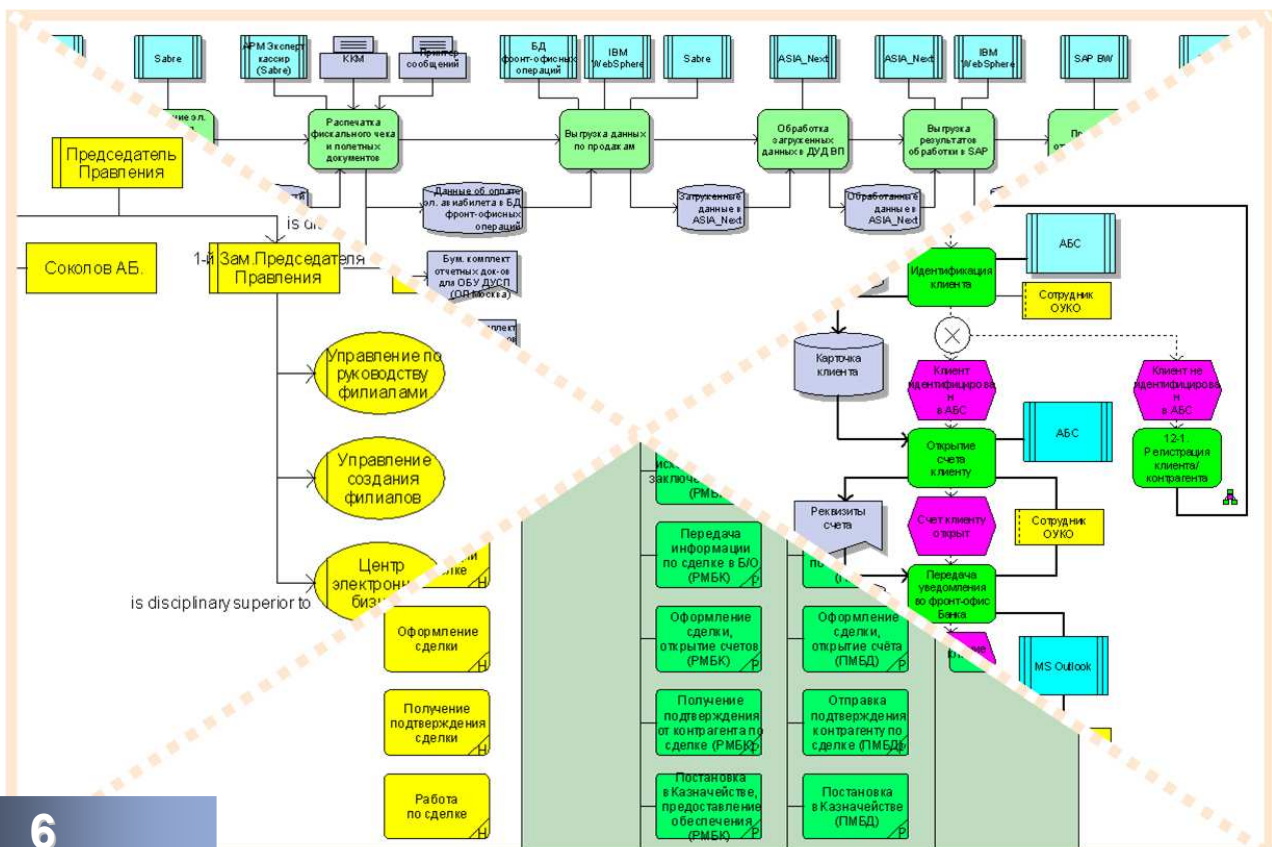 Sabre
АРМ Эксперт
кассир
(Sabre)
ККМ
Принтер
сообщений
БД
фронт-офисных
операций
IBM
WebSphere
Sabre
ASIA_Next
ASIA_Next
IBM
WebSphere
SAP BW
Распечатка
фискального чека
и полетных
документов
Выгрузка данных
по продажам
Обработка
загруженных
данных в ДУД ВП
Выгрузка
результатов
обработки в SAP
Данные об оплате
эл. авиабилета в БД
фронт-офисных
операций
Загруженные
данные в
ASIA_Next
Обработанные
данные в
ASIA_Next
Бум. комплект
отчетных док-ов
для ОБУ ДУСП
(ОП Москва)
Председатель
Правления
is
Соколов АБ.
1-й Зам.Председателя
Правления
Управление по
руководству
филиалами
Управление
создания
филиалов
Центр
is disciplinary superior to
АБС
Идентификация
клиента
Сотрудник
ОУКО
Карточка
клиента
Клиент
идентифицирова
н
в АБС
Клиент не
идентифицирова
н
в АБС
Открытие
счета
клиенту
АБС
12-1.
Регистрация
клиента/
контрагента
Реквизиты
счета
Счет клиенту
открыт
Сотрудник
ОУКО
Передача
уведомления
во фронт-офис
Банка
MS Outlook
Оформление
сделки
Н
Получение
подтверждения
сделки
Н
Работа
по сделке
Н
Передача
информации
по сделке в Б/О
(РМБК)
Р
Оформление
сделки,
открытие счетов
(РМБК)
Р
Оформление
сделки,
открытие счёта
(ПМБД)
Р
Получение
подтверждения
от контрагента по
сделке (РМБК)
Р
Отправка
подтверждения
контрагенту по
сделке (ПМБД)
Р
Постановка
в Казначействе,
предоставление
обеспечения
(РМБК)
Р
Постановка
в Казначействе
(ПМБД)
Р
6